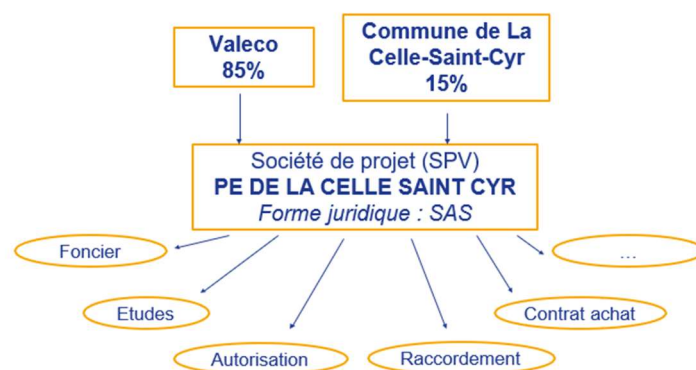 Valeco
85%
Commune de La
Celle-Saint-Cyr
15%
Société de projet (SPV)
PE DE LA CELLE SAINT CYR
Forme juridique : SAS
Foncier
...
Etudes
Contrat achat
Autorisation
Raccordement